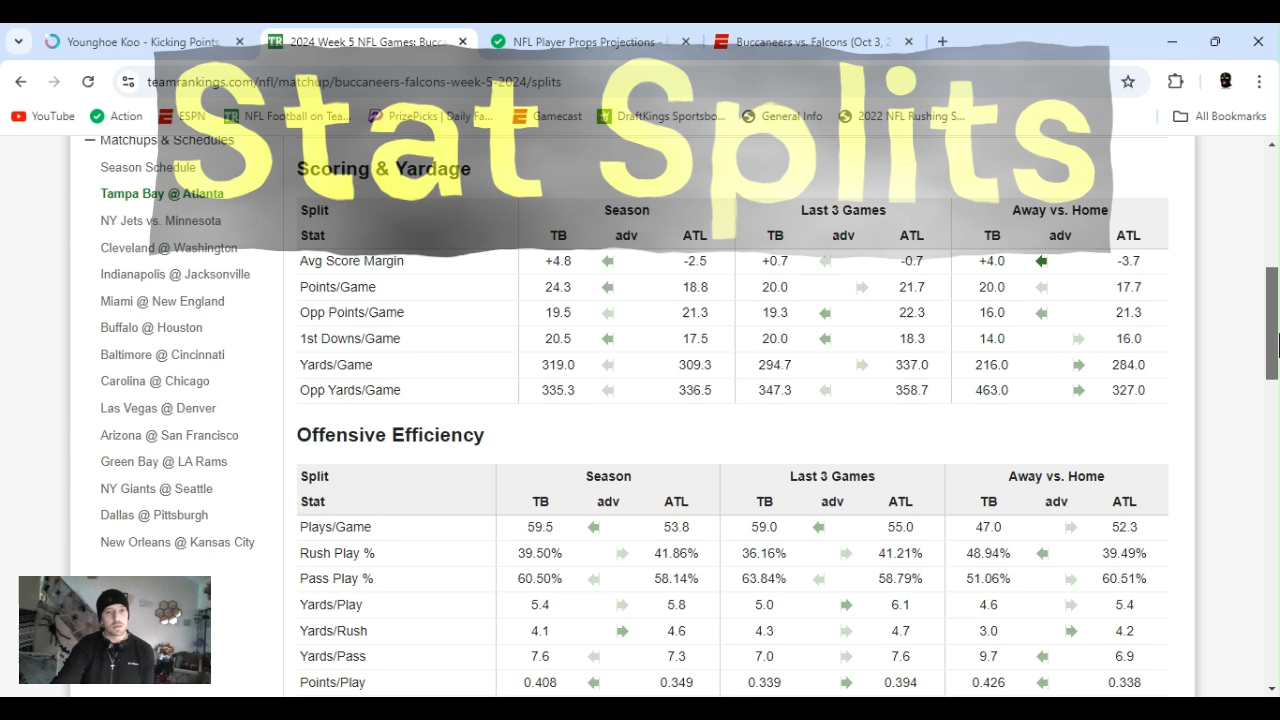 Stat Splits
Younghoe Koo - Kicking Points
2024 Week 5 NFL Games: Bucc
NFL Player Props Projections -
Buccaneers vs. Falcons (Oct 3, 2
teamrankings.com/nfl/matchup/buccaneers-falcons-week-5-2024/splits
YouTube Action ESPN NFL Football on Tea... PrizePicks | Daily Fa... Gamecast DraftKings Sportsbo... General Info 2022 NFL Rushing S... All Bookmarks
Matchups & Schedules
Season Schedule
Tampa Bay @ Atlanta
NY Jets vs. Minnesota
Cleveland @ Washington
Indianapolis @ Jacksonville
Miami @ New England
Buffalo @ Houston
Baltimore @ Cincinnati
Carolina @ Chicago
Las Vegas @ Denver
Arizona @ San Francisco
Green Bay @ LA Rams
NY Giants @ Seattle
Dallas @ Pittsburgh
New Orleans @ Kansas City
Scoring & Yardage
Split Season Last 3 Games Away vs. Home
Stat TB adv ATL TB adv ATL TB adv ATL
Avg Score Margin +4.8 -2.5 +0.7 -0.7 +4.0 -3.7
Points/Game 24.3 18.8 20.0 21.7 20.0 17.7
Opp Points/Game 19.5 21.3 19.3 22.3 16.0 21.3
1st Downs/Game 20.5 17.5 20.0 18.3 14.0 16.0
Yards/Game 319.0 309.3 294.7 337.0 216.0 284.0
Opp Yards/Game 335.3 336.5 347.3 358.7 463.0 327.0
Offensive Efficiency
Split Season Last 3 Games Away vs. Home
Stat TB adv ATL TB adv ATL TB adv ATL
Plays/Game 59.5 53.8 59.0 55.0 47.0 52.3
Rush Play % 39.50% 41.86% 36.16% 41.21% 48.94% 39.49%
Pass Play % 60.50% 58.14% 63.84% 58.79% 51.06% 60.51%
Yards/Play 5.4 5.8 5.0 6.1 4.6 5.4
Yards/Rush 4.1 4.6 4.3 4.7 3.0 4.2
Yards/Pass 7.6 7.3 7.0 7.6 9.7 6.9
Points/Play 0.408 0.349 0.339 0.394 0.426 0.338